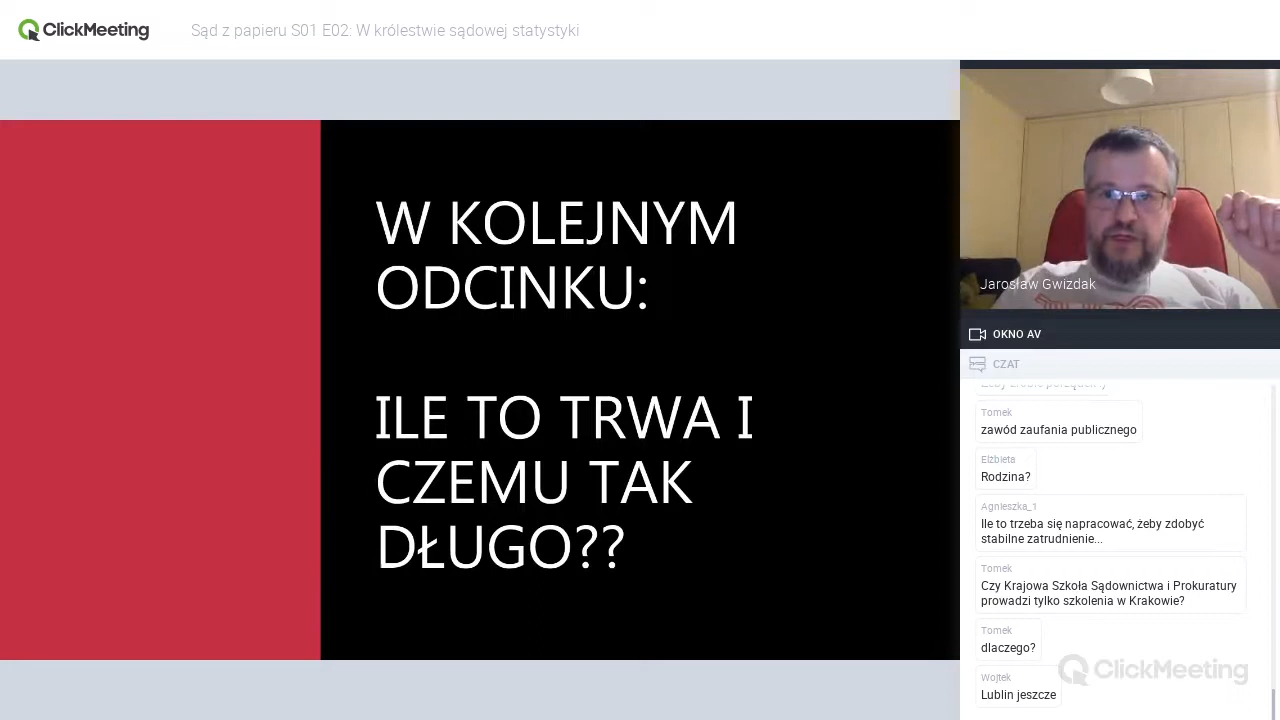 ClickMeeting
Sąd z papieru S01 E02: W królestwie sądowej statystyki
W KOLEJNYM
ODCINKU:
ILE TO TRWA I
CZEMU TAK
DŁUGO??
Jarosław Gwizdak
OKNO AV
CZAT
Tomek
zawód zaufania publicznego
Elżbieta
Rodzina?
Agnieszka_1
Ile to trzeba się napracować, żeby zdobyć
stabilne zatrudnienie...
Tomek
Czy Krajowa Szkoła Sądownictwa i Prokuratury
prowadzi tylko szkolenia w Krakowie?
Tomek
dlaczego?
Wojtek
Lublin jeszcze
ClickMeeting